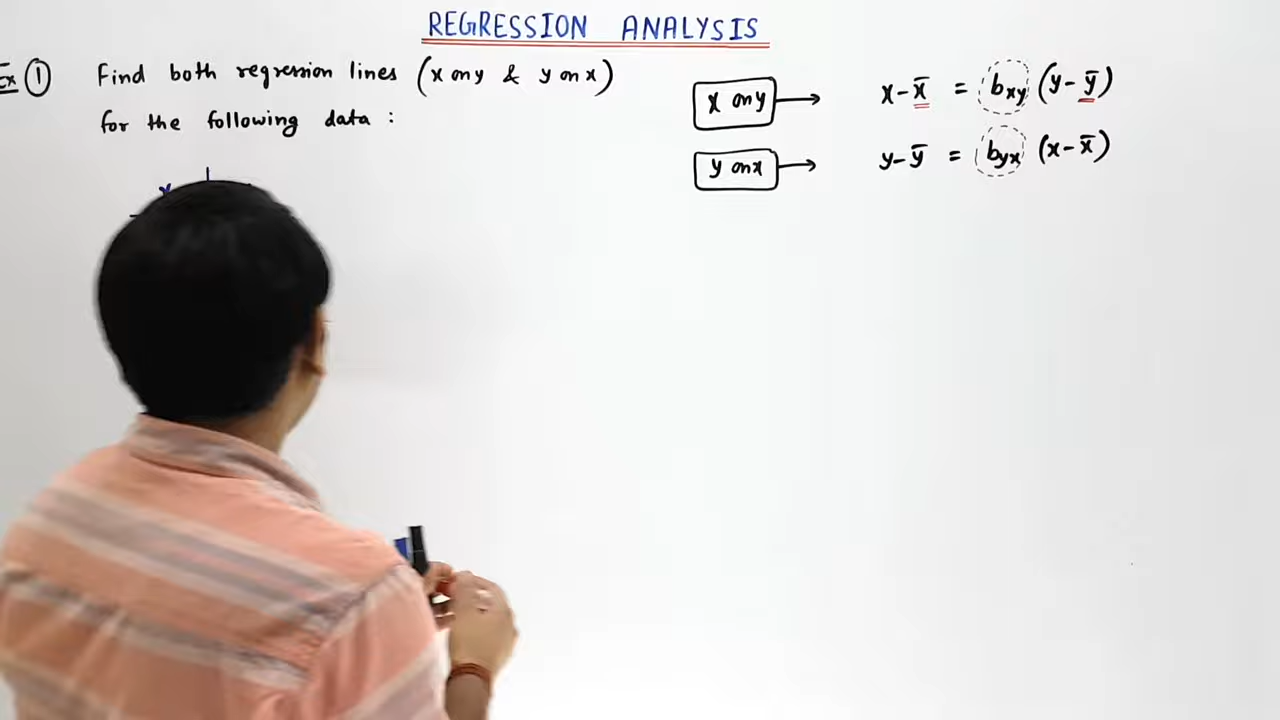 REGRESSION ANALYSIS
Ex ① Find both regression lines (x on y & y on x)
for the following data :
x on y → x - x̄ = bxy (y - ȳ)
y on x → y - ȳ = byx (x - x̄)